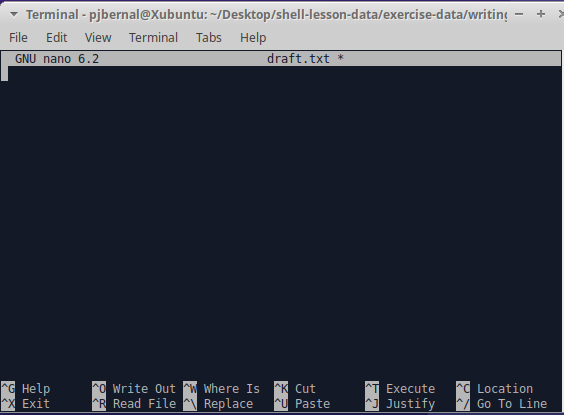 Terminal - pjbernal@Xubuntu: ~/Desktop/shell-lesson-data/exercise-data/writing
File Edit View Terminal Tabs Help
GNU nano 6.2 draft.txt *
^G Help ^O Write Out ^W Where Is ^K Cut ^T Execute ^C Location
^X Exit ^R Read File ^\ Replace ^U Paste ^J Justify ^/ Go To Line